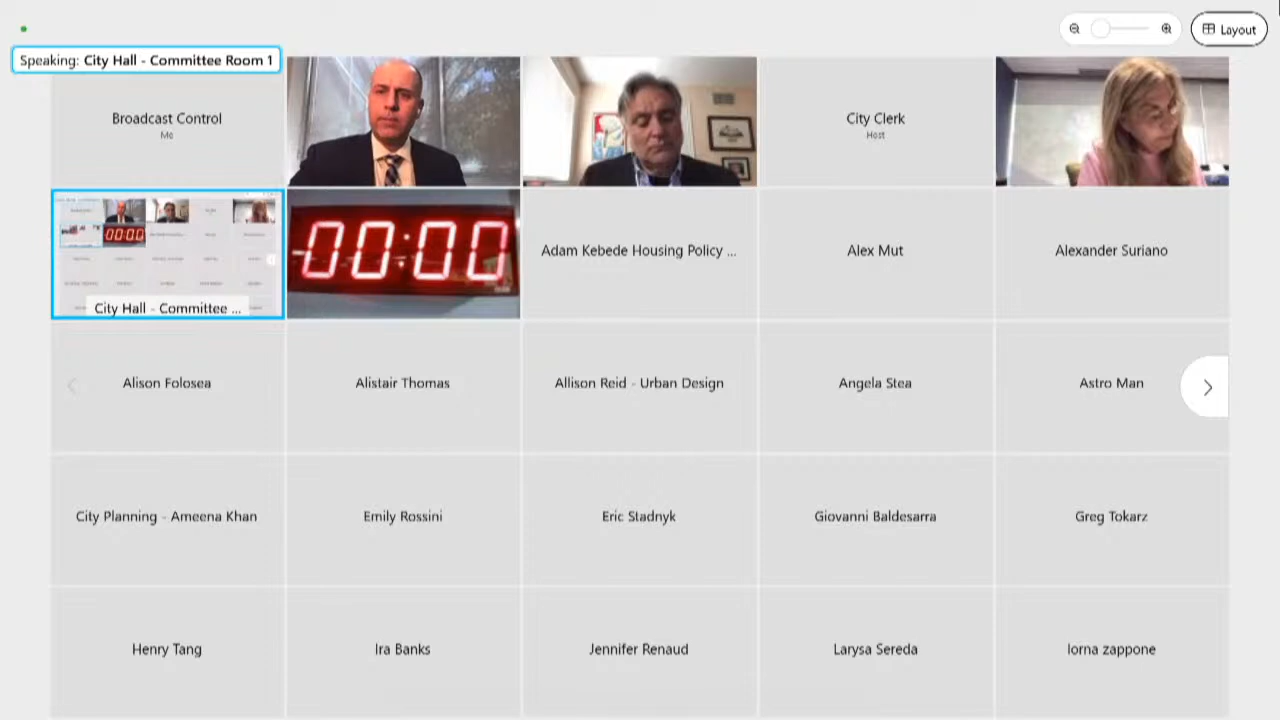 Layout
Speaking: City Hall - Committee Room 1
Broadcast Control
Me
City Clerk
Host
City Hall - Committee ...
00:00
Adam Kebede Housing Policy ...
Alex Mut
Alexander Suriano
Alison Folosea
Alistair Thomas
Allison Reid - Urban Design
Angela Stea
Astro Man
City Planning - Ameena Khan
Emily Rossini
Eric Stadnyk
Giovanni Baldesarra
Greg Tokarz
Henry Tang
Ira Banks
Jennifer Renaud
Larysa Sereda
lorna zappone